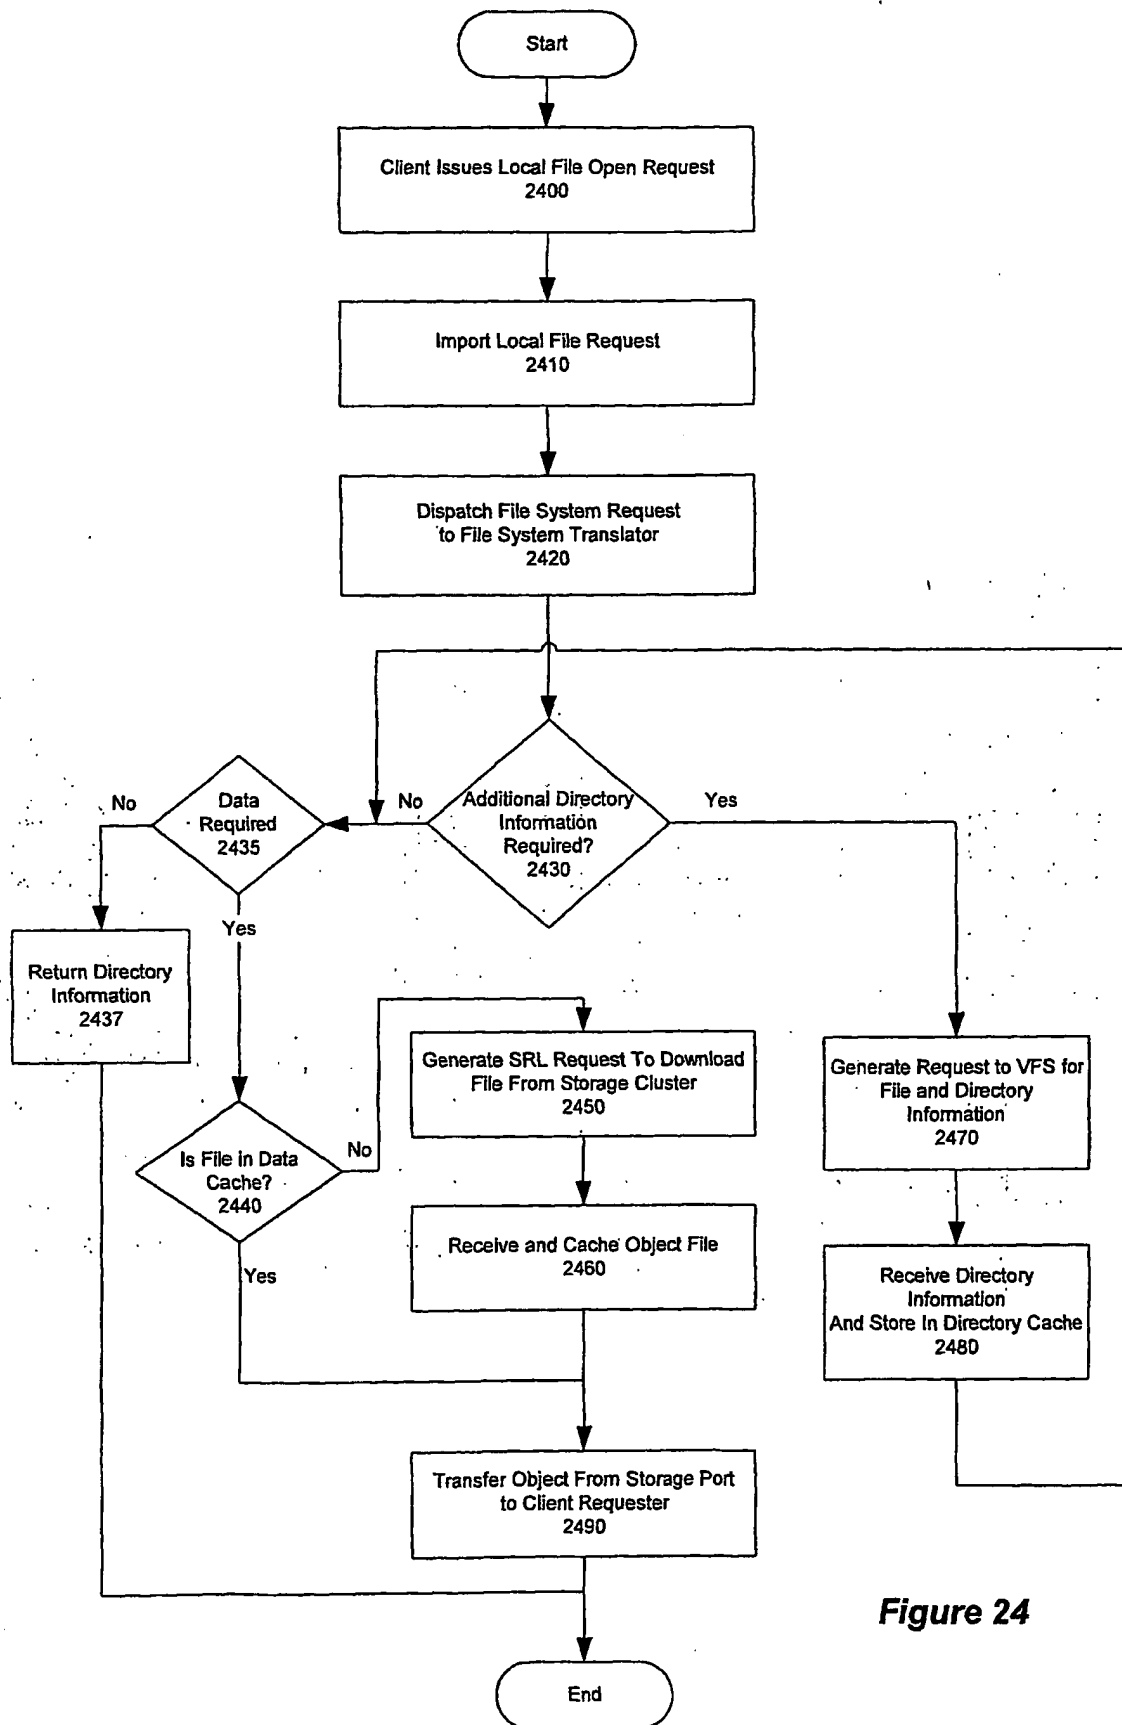 Start
Client Issues Local File Open Request
2400
Import Local File Request
2410
Dispatch File System Request
to File System Translator
2420
Additional Directory
Information
Required?
2430
No
Yes
Data
Required
2435
No
Yes
Return Directory
Information
2437
Is File in Data
Cache?
2440
No
Yes
Generate SRL Request To Download
File From Storage Cluster
2450
Receive and Cache Object File
2460
Generate Request to VFS for
File and Directory
Information
2470
Receive Directory
Information
And Store In Directory Cache
2480
Transfer Object From Storage Port
to Client Requester
2490
End
Figure 24